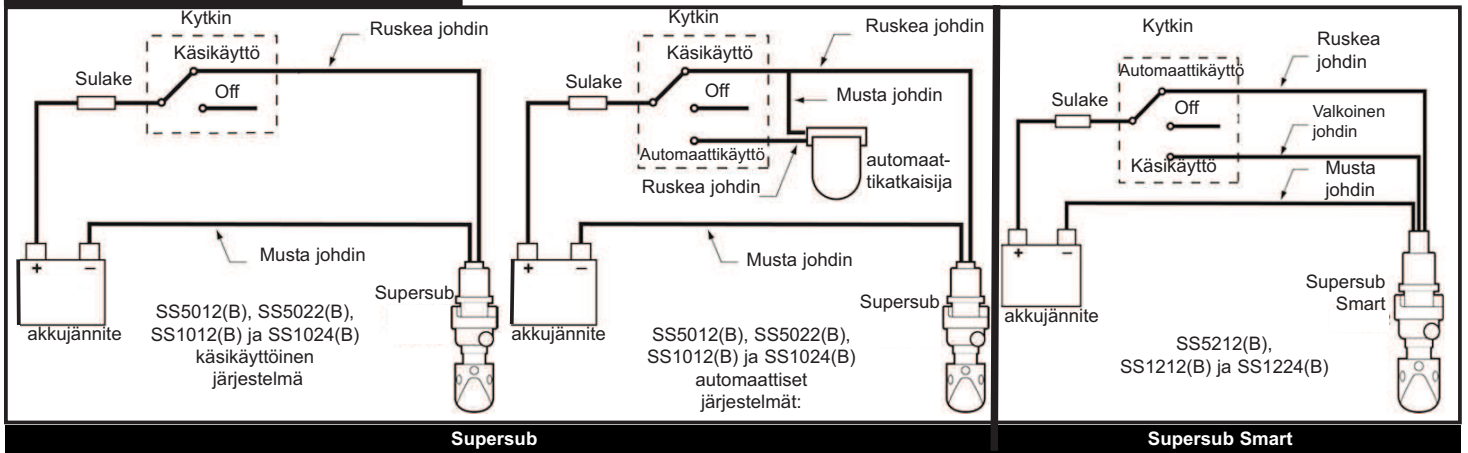 Kytkin
Käsikäyttö
Ruskea johdin
Sulake
Off
Musta johdin
+
–
akkujännite
Supersub
SS5012(B), SS5022(B),
SS1012(B) ja SS1024(B)
käsikäyttöinen
järjestelmä
Kytkin
Käsikäyttö
Ruskea johdin
Sulake
Off
Musta johdin
Automaattikäyttö
automaat-
tikatkaisija
Ruskea johdin
Musta johdin
+
–
akkujännite
Supersub
SS5012(B), SS5022(B),
SS1012(B) ja SS1024(B)
automaattiset
järjestelmät:
Kytkin
Ruskea
johdin
Automaattikäyttö
Sulake
Off
Valkoinen
johdin
Käsikäyttö
Musta
johdin
+
–
akkujännite
Supersub
Smart
SS5212(B),
SS1212(B) ja SS1224(B)
Supersub
Supersub Smart